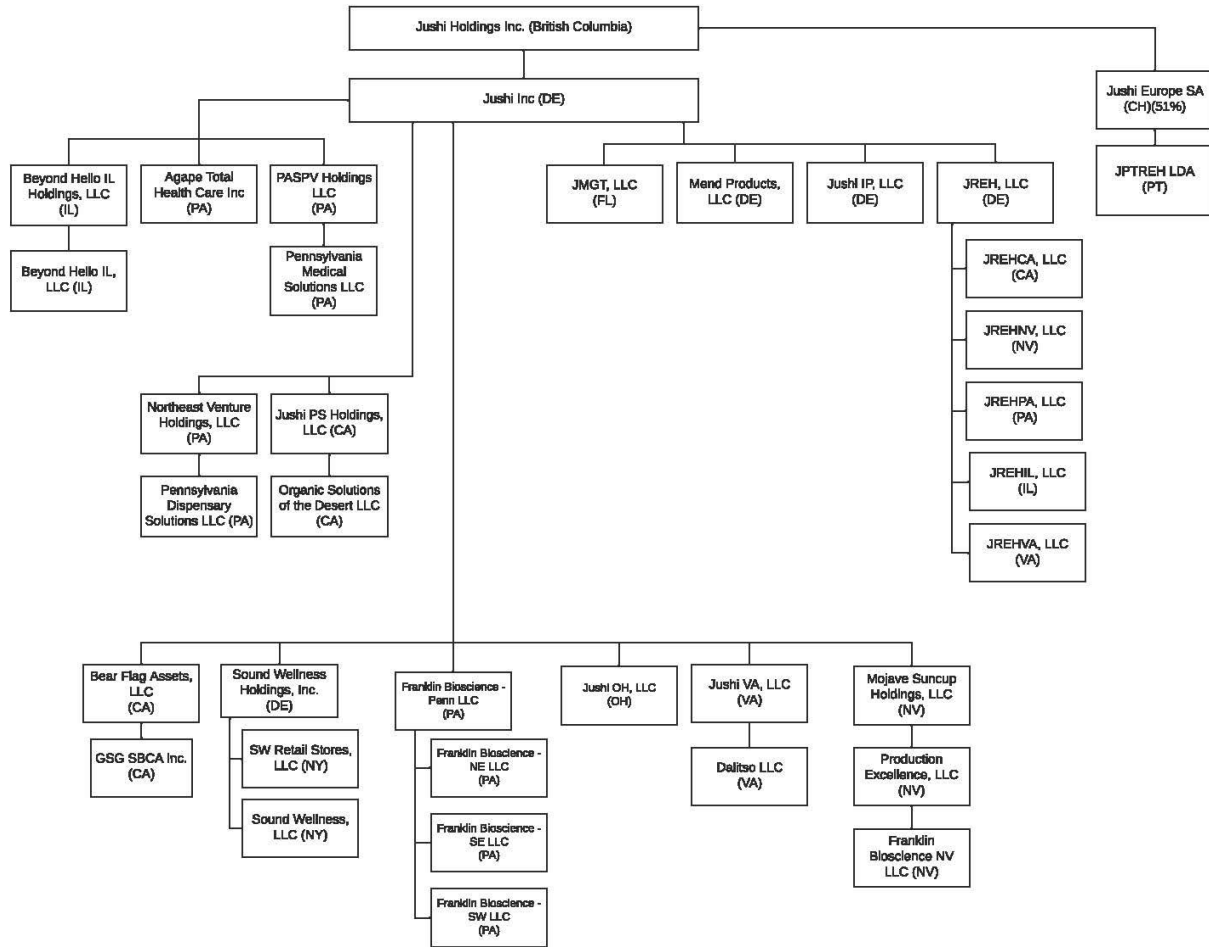 Jushi Holdings Inc. (British Columbia)
Jushi Inc (DE)
Jushi Europe SA
(CH)(51%)
JPTREH LDA
(PT)
Beyond Hello IL
Holdings, LLC
(IL)
Agape Total
Health Care Inc
(PA)
PASPV Holdings
LLC
(PA)
JMGT, LLC
(FL)
Mend Products,
LLC (DE)
Jushi IP, LLC
(DE)
JREH, LLC
(DE)
Beyond Hello IL,
LLC (IL)
Pennsylvania
Medical
Solutions LLC
(PA)
JREHCA, LLC
(CA)
JREHNV, LLC
(NV)
JREHPA, LLC
(PA)
JREHIL, LLC
(IL)
JREHVA, LLC
(VA)
Northeast Venture
Holdings, LLC
(PA)
Jushi PS Holdings,
LLC (CA)
Pennsylvania
Dispensary
Solutions LLC (PA)
Organic Solutions
of the Desert LLC
(CA)
Bear Flag Assets,
LLC
(CA)
Sound Wellness
Holdings, Inc.
(DE)
Franklin Bioscience -
Penn LLC
(PA)
Jushi OH, LLC
(OH)
Jushi VA, LLC
(VA)
Mojave Suncup
Holdings, LLC
(NV)
GSG SBCA Inc.
(CA)
SW Retail Stores,
LLC (NY)
Sound Wellness,
LLC (NY)
Franklin Bioscience -
NE LLC
(PA)
Franklin Bioscience -
SE LLC
(PA)
Franklin Bioscience -
SW LLC
(PA)
Dalitso LLC
(VA)
Production
Excellence, LLC
(NV)
Franklin
Bioscience NV
LLC (NV)